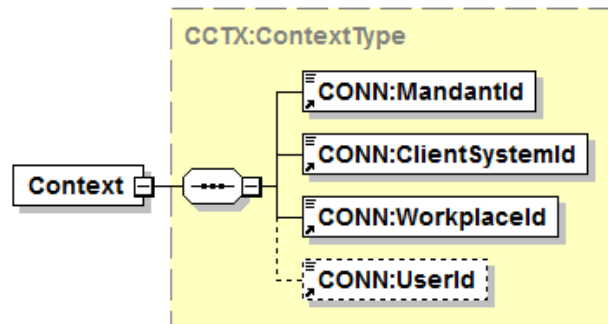 CCTX:ContextType
CONN:MandantId
CONN:ClientSystemId
Context
CONN:WorkplaceId
CONN:UserId